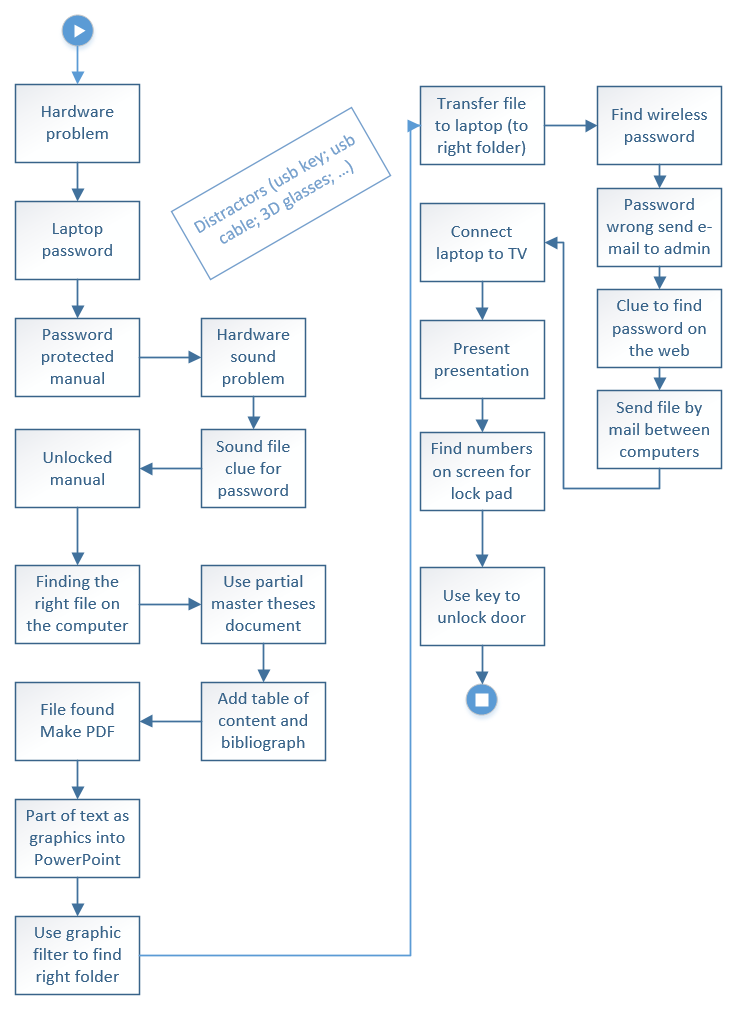 Hardware
problem
Laptop
password
Distractors (usb key; usb
cable; 3D glasses; ...)
Password
protected
manual
Hardware
sound
problem
Sound file
clue for
password
Unlocked
manual
Finding the
right file on
the computer
Use partial
master theses
document
Add table of
content and
bibliograph
File found
Make PDF
Part of text as
graphics into
PowerPoint
Use graphic
filter to find
right folder
Transfer file
to laptop (to
right folder)
Find wireless
password
Password
wrong send e-
mail to admin
Clue to find
password on
the web
Send file by
mail between
computers
Connect
laptop to TV
Present
presentation
Find numbers
on screen for
lock pad
Use key to
unlock door